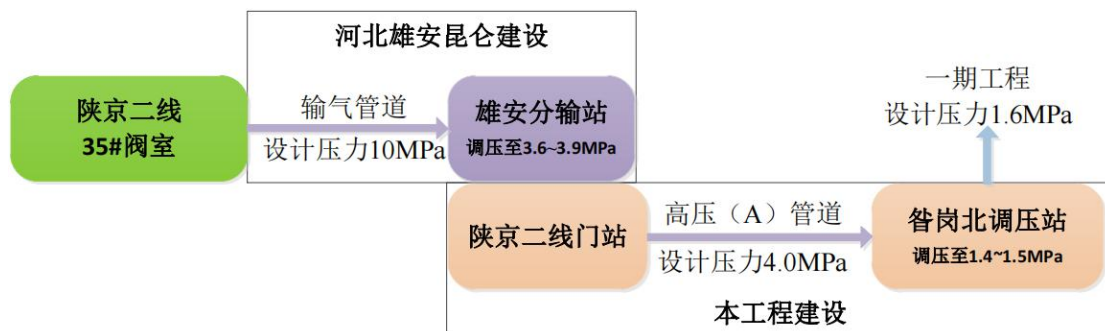 河北雄安昆仑建设
陕京二线
35#阀室
输气管道
设计压力10MPa
雄安分输站
调压至3.6~3.9MPa
一期工程
设计压力1.6MPa
陕京二线门站
高压（A）管道
设计压力4.0MPa
昝岗北调压站
调压至1.4~1.5MPa
本工程建设